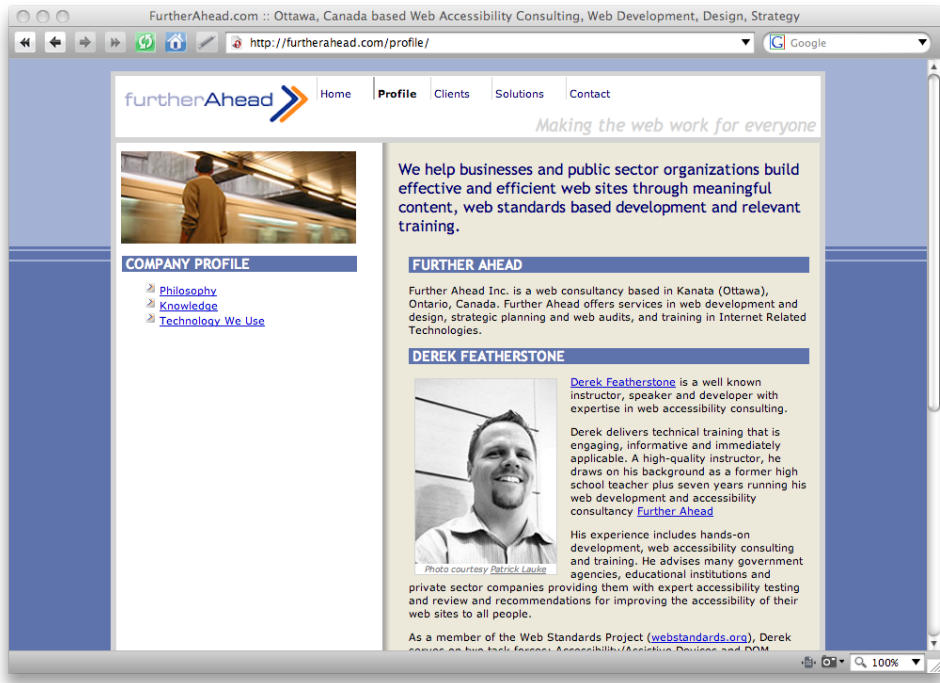 FurtherAhead.com :: Ottawa, Canada based Web Accessibility Consulting, Web Development, Design, Strategy
http://furtherahead.com/profile/
Google
furtherAhead
Home
Profile
Clients
Solutions
Contact
Making the web work for everyone
COMPANY PROFILE
Philosophy
Knowledge
Technology We Use
We help businesses and public sector organizations build
effective and efficient web sites through meaningful
content, web standards based development and relevant
training.
FURTHER AHEAD
Further Ahead Inc. is a web consultancy based in Kanata (Ottawa),
Ontario, Canada. Further Ahead offers services in web development and
design, strategic planning and web audits, and training in Internet Related
Technologies.
DEREK FEATHERSTONE
Derek Featherstone is a well known
instructor, speaker and developer with
expertise in web accessibility consulting.
Derek delivers technical training that is
engaging, informative and immediately
applicable. A high-quality instructor, he
draws on his background as a former high
school teacher plus seven years running his
web development and accessibility
consultancy Further Ahead
His experience includes hands-on
development, web accessibility consulting
and training. He advises many government
agencies, educational institutions and
Photo courtesy Patrick Lauke
private sector companies providing them with expert accessibility testing
and review and recommendations for improving the accessibility of their
web sites to all people.
As a member of the Web Standards Project (webstandards.org), Derek
serves on two task forces: Accessibility/Assistive Devices and DOM
100%